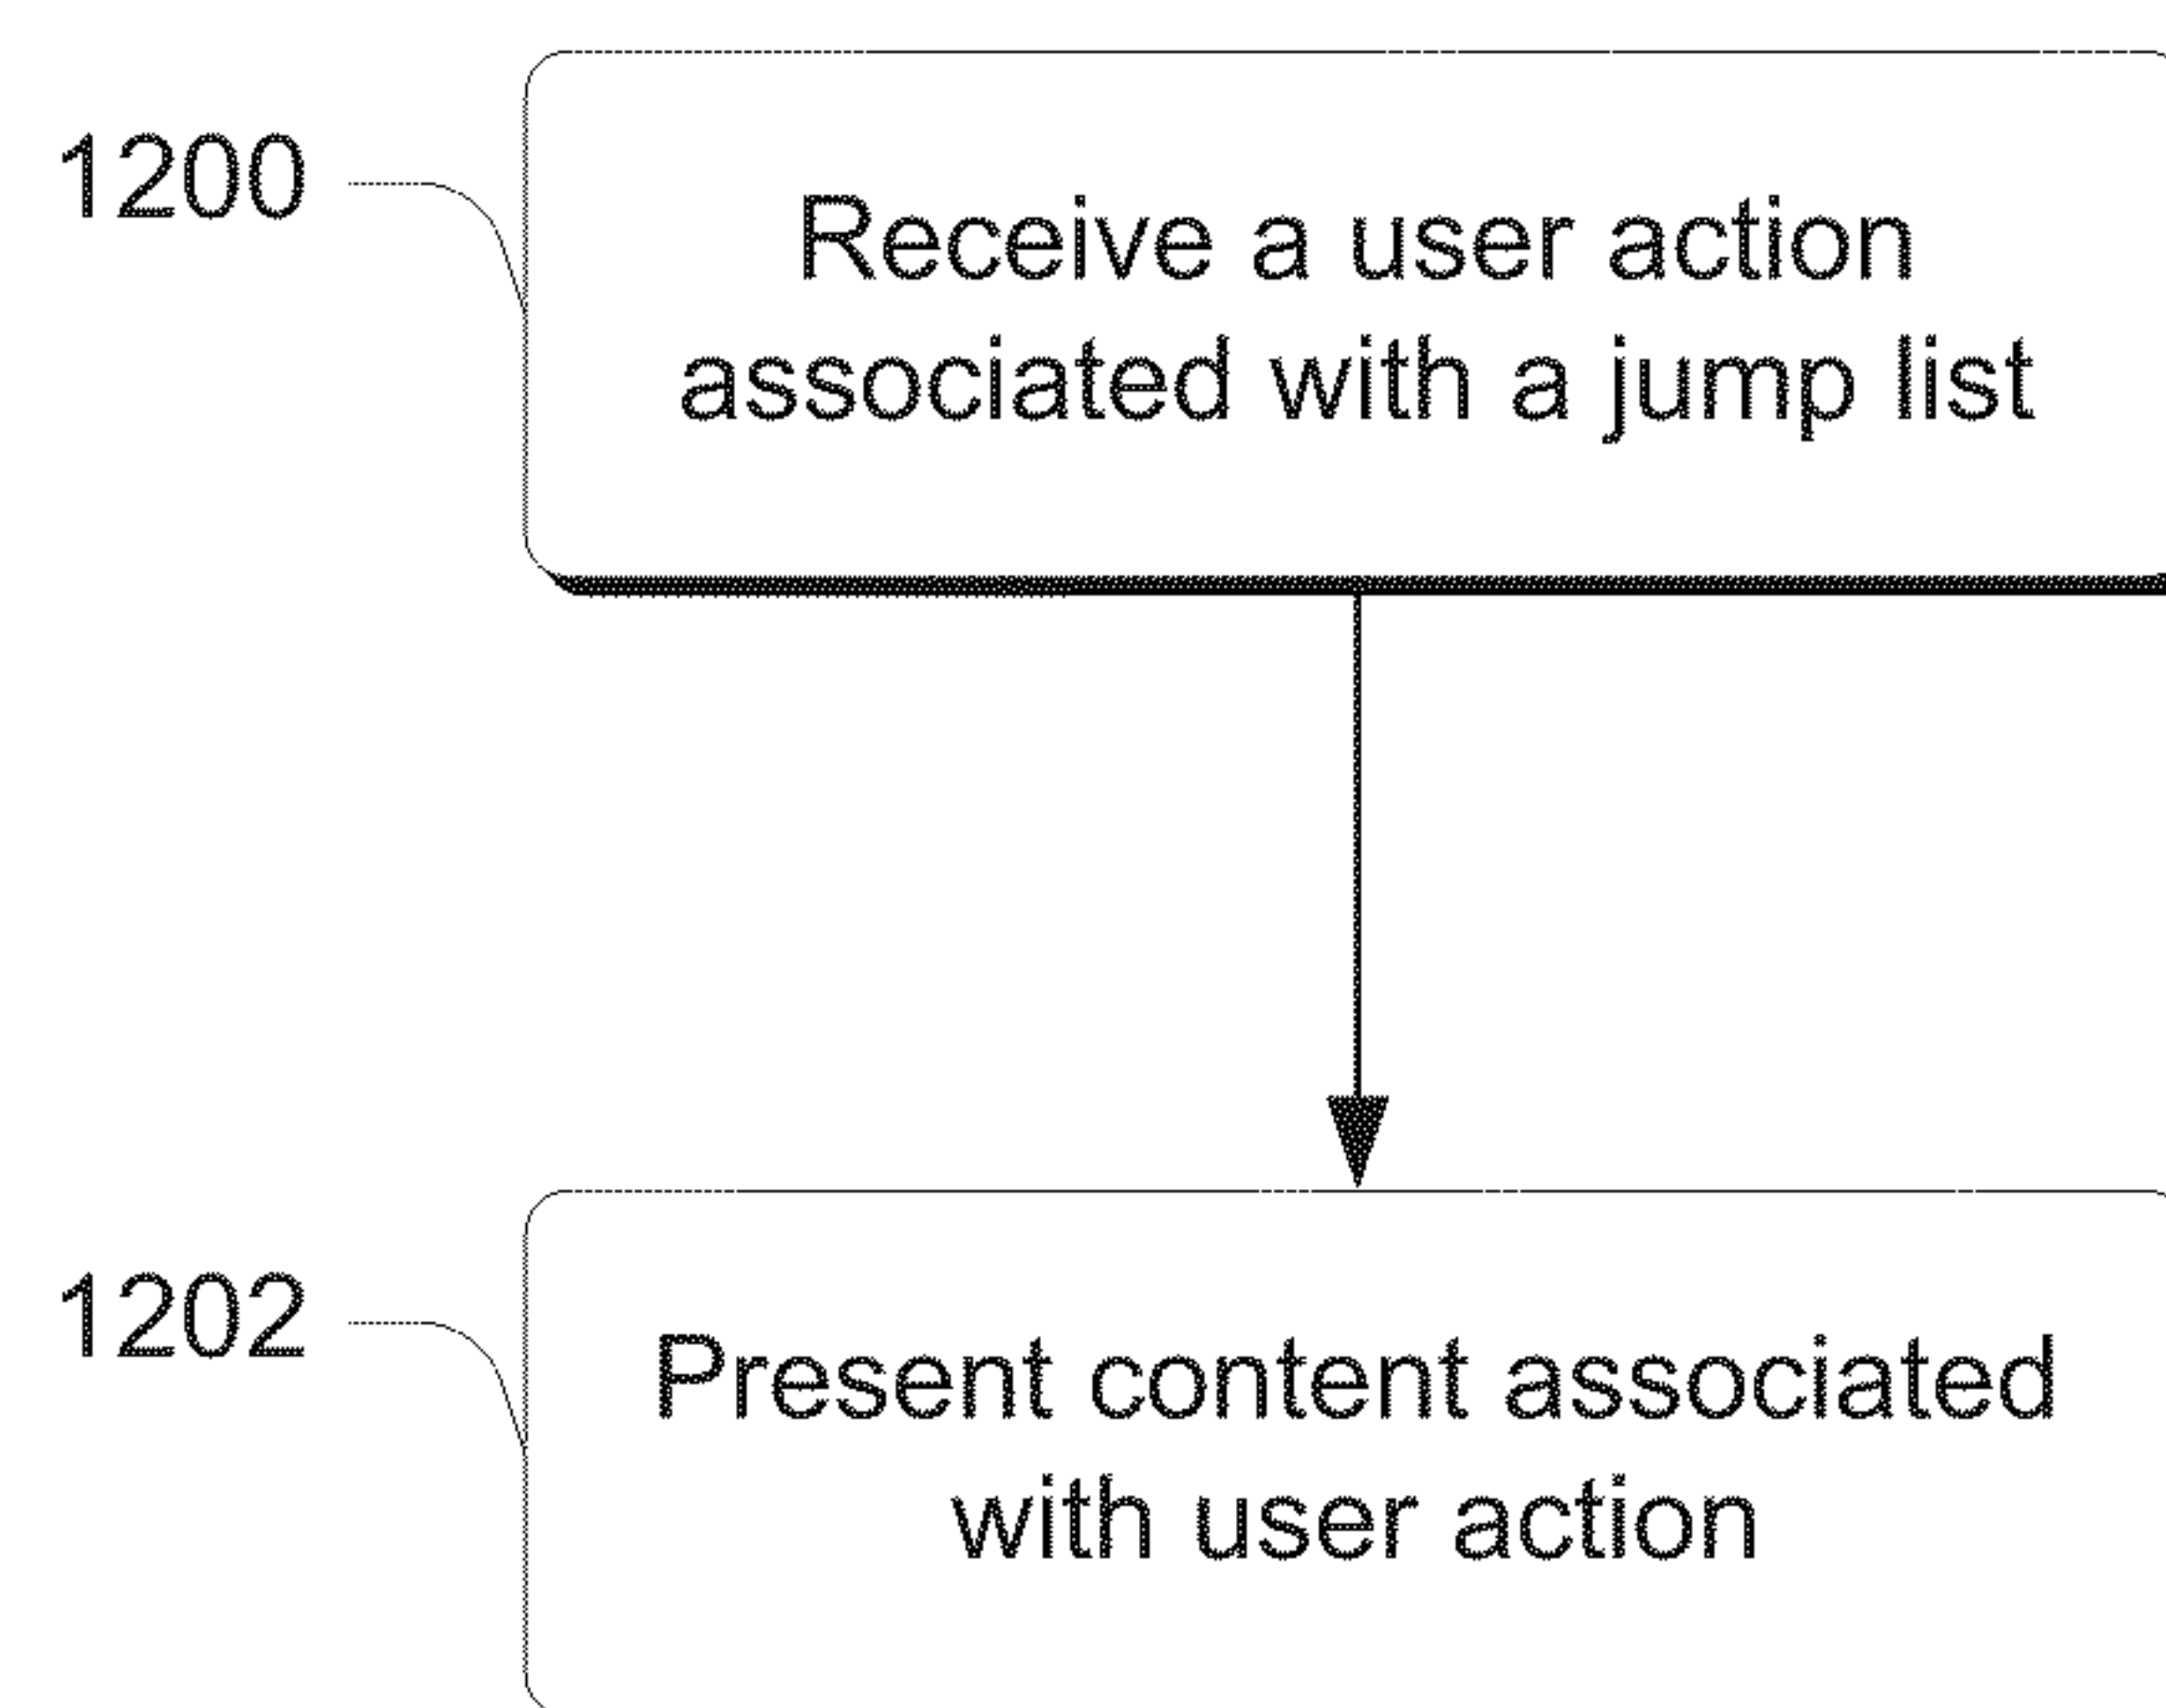 1200
Receive a user action
associated with a jump list
1202
Present content associated
with user action